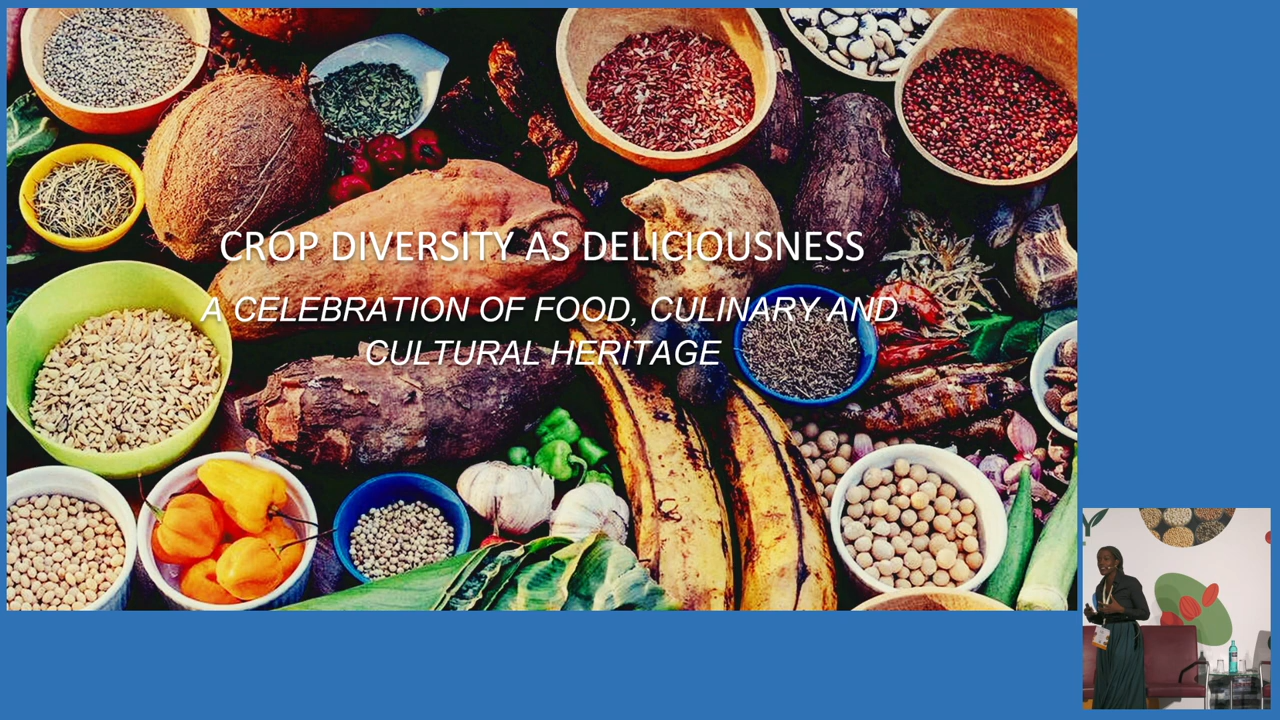 CROP DIVERSITY AS DELICIOUSNESS
A CELEBRATION OF FOOD, CULINARY AND
CULTURAL HERITAGE
Y